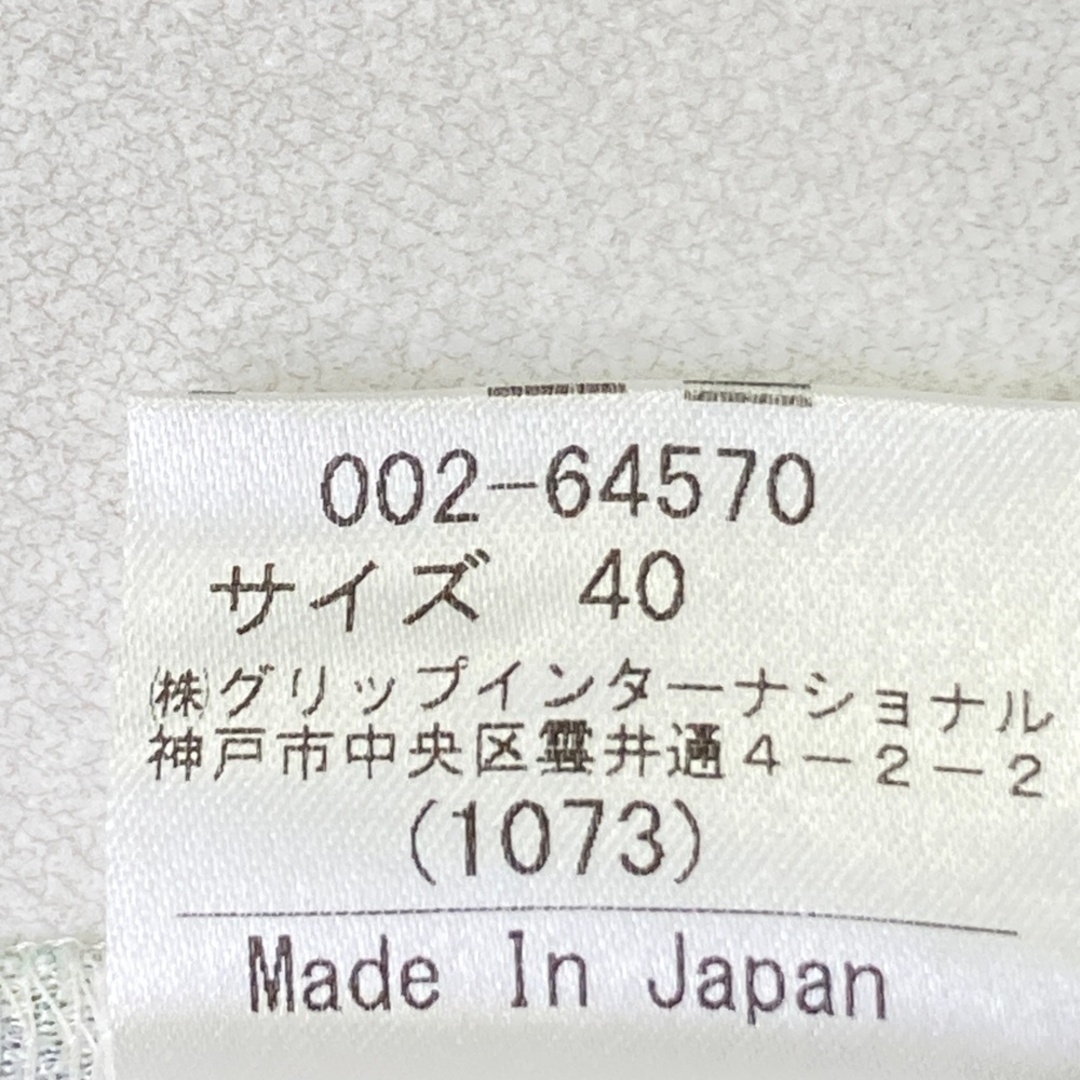 002-64570
サイズ 40
㈱グリップインターナショナル
神戸市中央区雲井通4-2-2
(1073)
Made In Japan